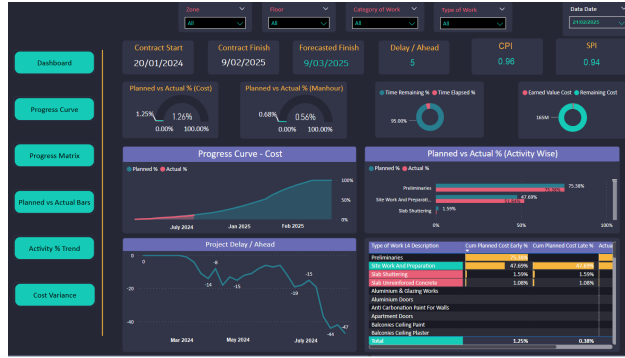 Zone
Floor
Category of Work
Type of Work
Data Date
All
All
All
All
21/02/2025
Contract Start
20/01/2024
Contract Finish
9/02/2025
Forecasted Finish
9/03/2025
Delay / Ahead
5
CPI
0.96
SPI
0.94
Dashboard
Progress Curve
Progress Matrix
Planned vs Actual Bars
Activity % Trend
Cost Variance
Planned vs Actual % (Cost)
1.25%
1.26%
0.00% 100.00%
Planned vs Actual % (Manhour)
0.68%
0.56%
0.00% 100.00%
Time Remaining % Time Elapsed %
95.00%
Earned Value Cost Remaining Cost
165M
Progress Curve - Cost
Planned % Actual %
100%
50%
0%
July 2024 Jan 2025 Feb 2025
Planned vs Actual % (Activity Wise)
Planned % Actual %
Preliminaries
75.38%
Site Work And Preparati...
47.69%
Slab Shuttering
1.59%
0% 50% 100%
Project Delay / Ahead
0
0
-8
-14
-15
-19
-15
-20
-40
-44
-47
Mar 2024 May 2024 July 2024
Type of Work LA Description Cum Planned Cost Early % Cum Planned Cost Late % Actua
Preliminaries 75.38%
Site Work And Preparation 47.69% 47.69%
Slab Shuttering 1.59% 1.59%
Slab Unreinforced Concrete 1.08% 1.08%
Aluminium & Glazing Works
Aluminium Doors
Anti Carbonation Paint For Walls
Apartment Doors
Balconies Ceiling Paint
Balconies Ceiling Plaster
Total 1.25% 0.38%